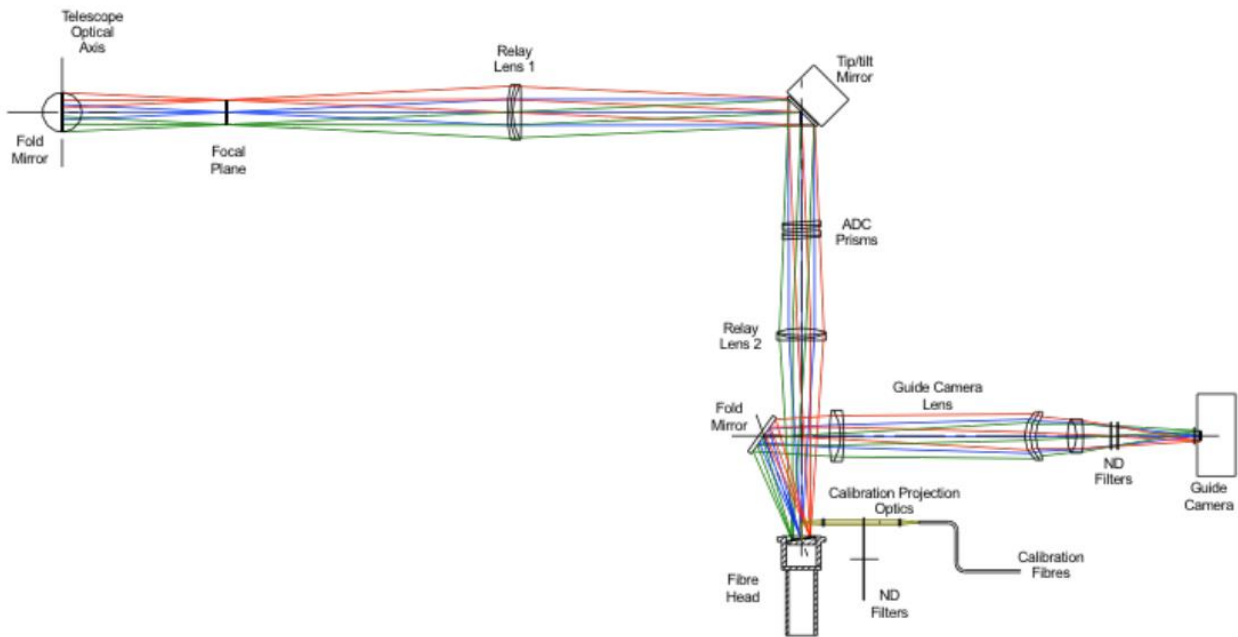 Telescope
Optical
Axis
Relay
Lens 1
Tip/tilt
Mirror
Fold
Mirror
Focal
Plane
ADC
Prisms
Relay
Lens 2
Guide Camera
Lens
Fold
Mirror
ND
Filters
Guide
Camera
Calibration Projection
Optics
Calibration
Fibres
Fibre
Head
ND
Filters